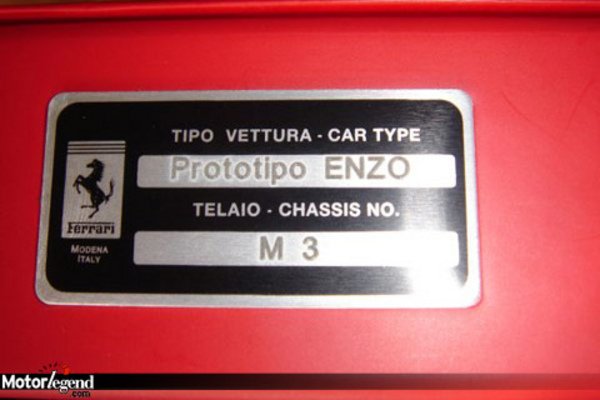 TIPO VETTURA - CAR TYPE
Prototipo ENZO
TELAIO - CHASSIS NO.
M 3
Ferrari
MODENA
ITALY
Motorlegend
.com